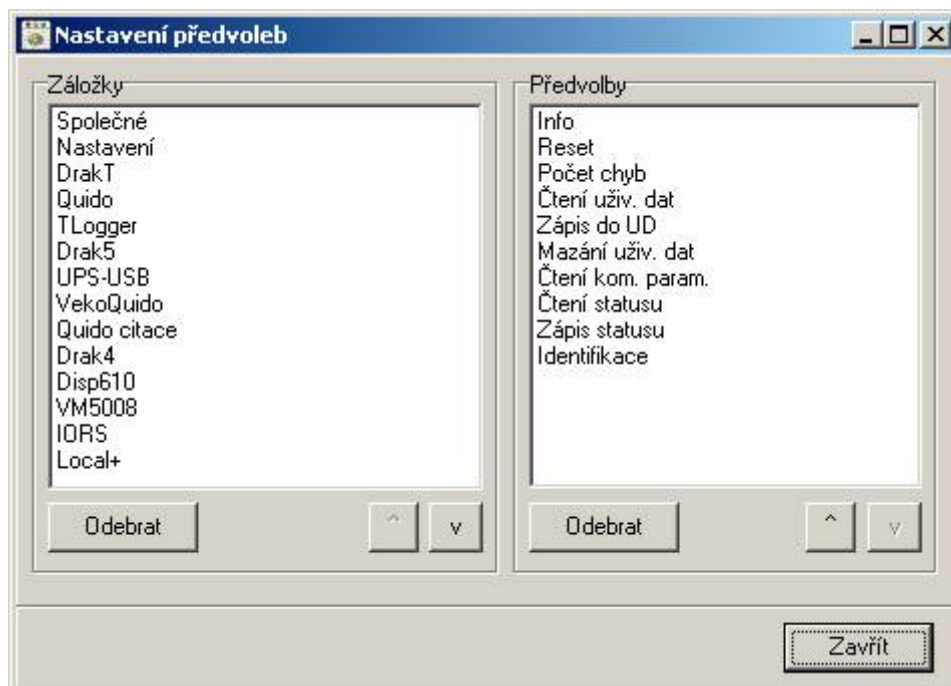 Nastavení předvoleb
Záložky
Společné
Nastavení
DrakT
Quido
TLogger
Drak5
UPS-USB
VekoQuido
Quido citace
Drak4
Disp610
VM5008
IORS
Local+
Odebrat
^
v
Předvolby
Info
Reset
Počet chyb
Čtení uživ. dat
Zápis do UD
Mazání uživ. dat
Čtení kom. param.
Čtení statusu
Zápis statusu
Identifikace
Odebrat
^
v
Zavřít